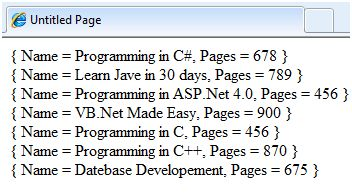 Untitled Page
{ Name = Programming in C#, Pages = 678 }
{ Name = Learn Jave in 30 days, Pages = 789 }
{ Name = Programming in ASP.Net 4.0, Pages = 456 }
{ Name = VB.Net Made Easy, Pages = 900 }
{ Name = Programming in C, Pages = 456 }
{ Name = Programming in C++, Pages = 870 }
{ Name = Datebase Developement, Pages = 675 }